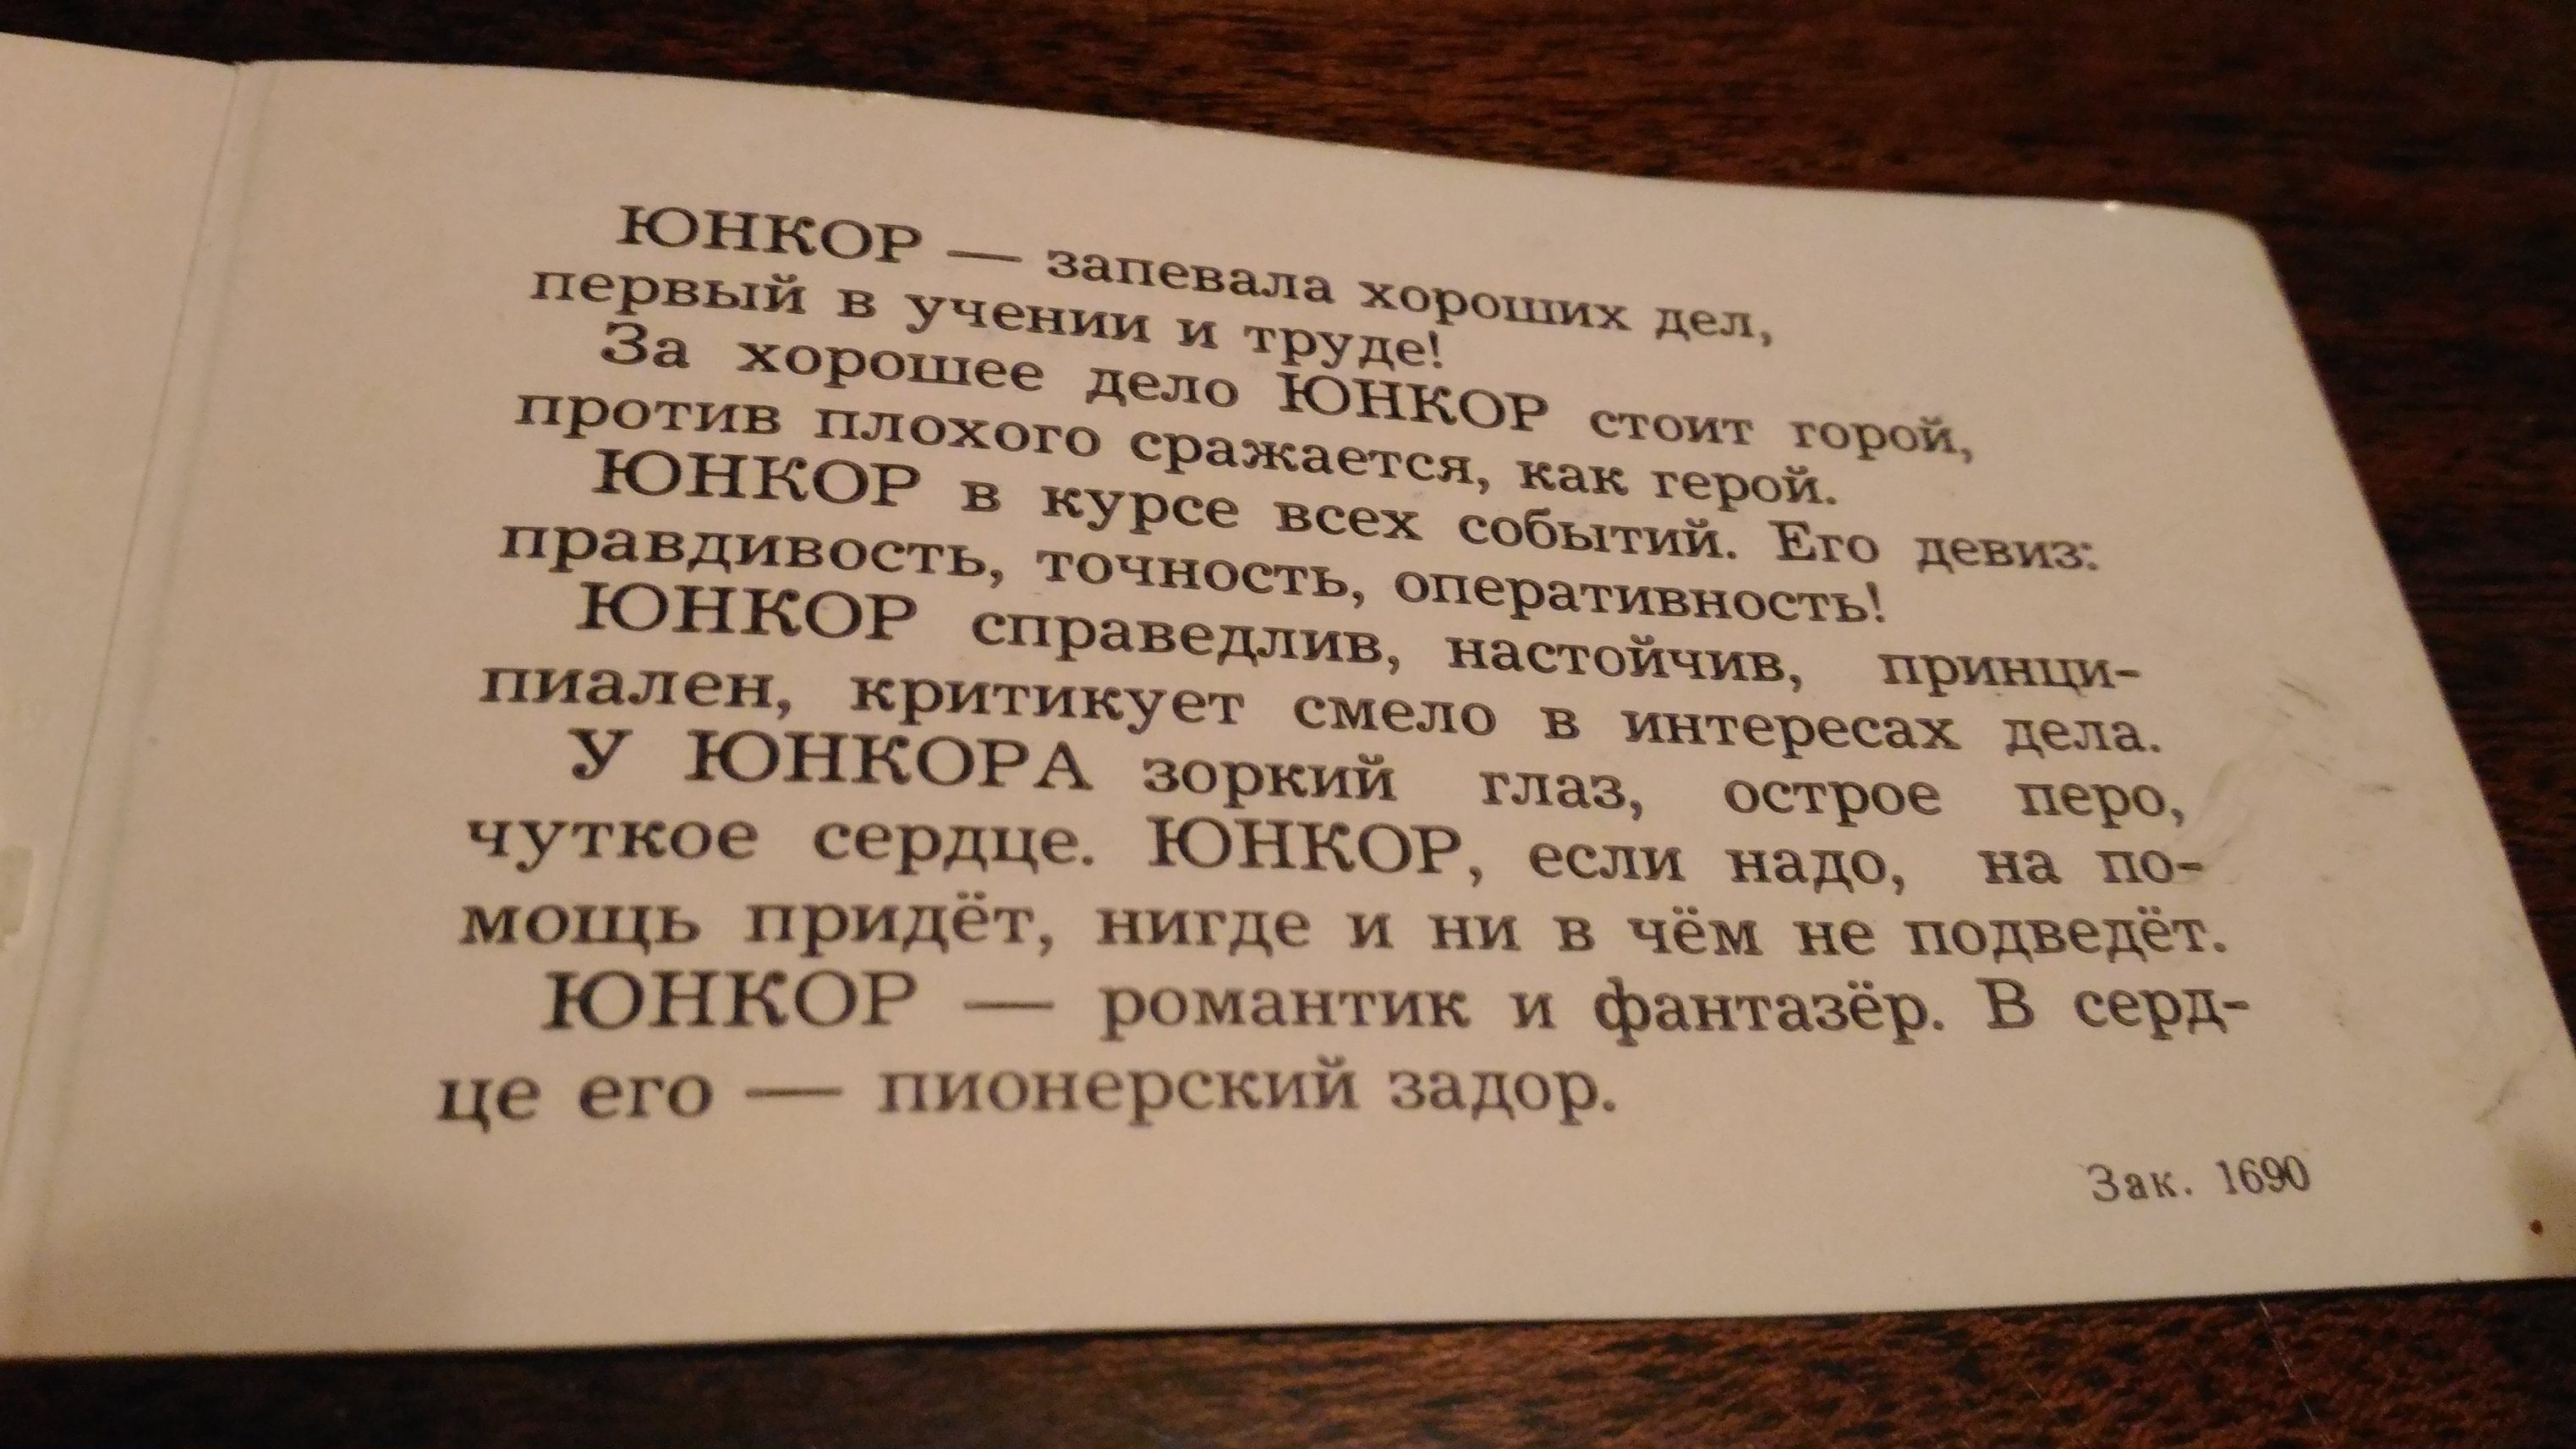 ЮНКОР — запевала хороших дел,
первый в учении и труде!
За хорошее дело ЮНКОР стоит горой,
против плохого сражается, как герой.
ЮНКОР в курсе всех событий. Его девиз:
правдивость, точность, оперативность!
ЮНКОР справедлив, настойчив, принци-
пиален, критикует смело в интересах дела.
У ЮНКОРА зоркий глаз, острое перо,
чуткое сердце. ЮНКОР, если надо, на по-
мощь придёт, нигде и ни в чём не подведёт.
ЮНКОР — романтик и фантазёр. В серд-
це его — пионерский задор.
Зак. 1690